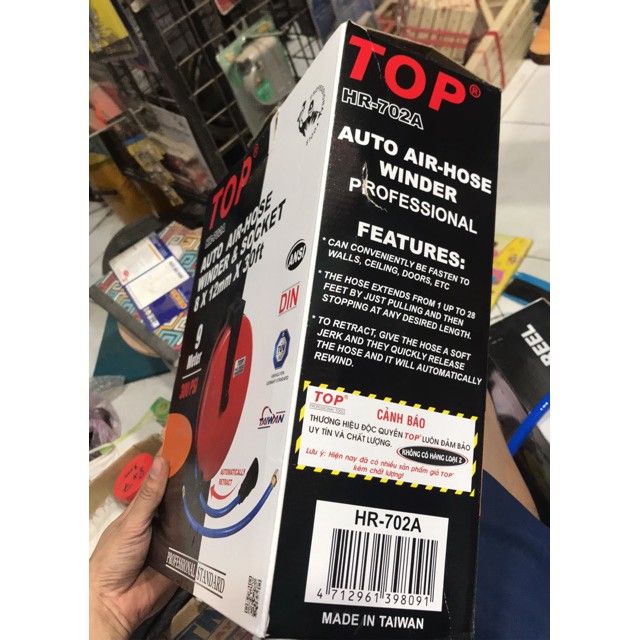 TOP®
HR-702A
AUTO AIR-HOSE
WINDER
PROFESSIONAL
FEATURES:
* CAN CONVENIENTLY BE FASTEN TO
WALLS, CEILING, DOORS, ETC
* THE HOSE EXTENDS FROM 1 UP TO 28
FEET BY JUST PULLING AND THEN
STOPPING AT ANY DESIRED LENGTH.
* TO RETRACT, GIVE THE HOSE A SOFT
JERK AND THEY QUICKLY RELEASE
THE HOSE AND IT WILL AUTOMATICALLY
REWIND.
TOP®
CẢNH BÁO
THƯƠNG HIỆU ĐỘC QUYỀN TOP® LUÔN ĐẢM BẢO
UY TÍN VÀ CHẤT LƯỢNG.
KHÔNG CÓ HÀNG LOẠI 2
Lưu ý: Hiện nay đã có nhiều sản phẩm giả TOP®
kém chất lượng!
HR-702A
4 712961 398091
MADE IN TAIWAN
TOP®
AUTO AIR-HOSE
WINDER & SOCKET
8 X 12mm X 30ft
9
Meter
300 PSI
ANSI
DIN
TAIWAN
AUTOMATICALLY
RETRACT
PROFESSIONAL STANDARD
REEL